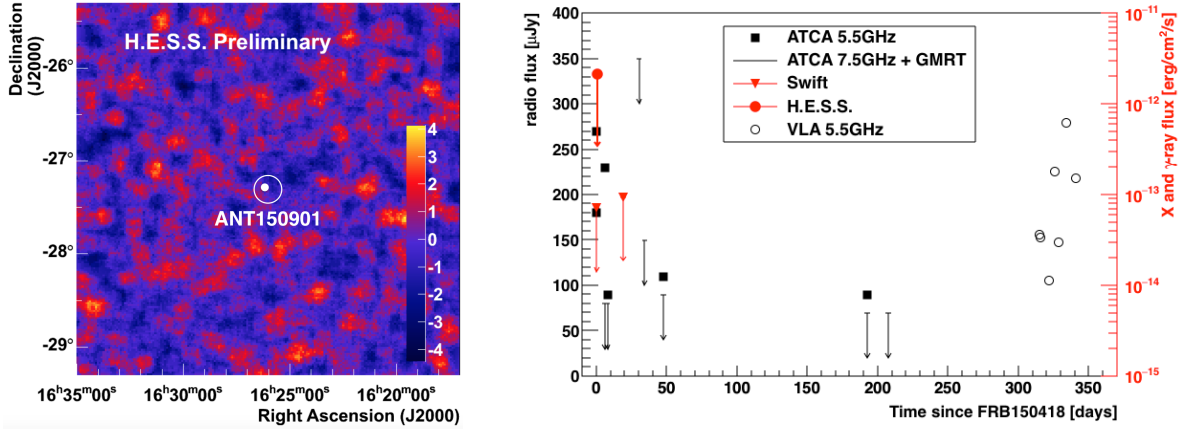 Declination
(J2000)
H.E.S.S. Preliminary
-26°
-27°
-28°
-29°
ANT150901
4
3
2
1
0
-1
-2
-3
-4
16h35m00s
16h30m00s
16h25m00s
16h20m00s
Right Ascension (J2000)
radio flux [μJy]
400
350
300
250
200
150
100
50
0
ATCA 5.5GHz
ATCA 7.5GHz + GMRT
Swift
H.E.S.S.
VLA 5.5GHz
0
50
100
150
200
250
300
350
Time since FRB150418 [days]
10⁻¹¹
10⁻¹²
10⁻¹³
10⁻¹⁴
10⁻¹⁵
X and γ-ray flux [erg/cm²/s]